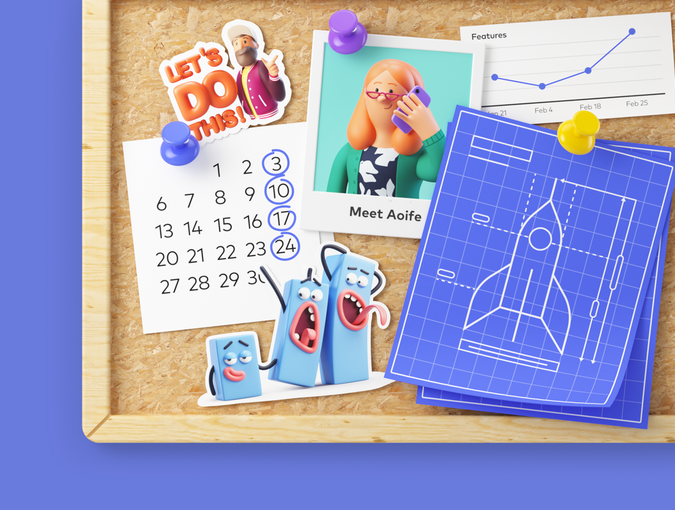 LET'S
DO
THIS!
Features
Feb 4
Feb 18
Feb 25
1 2 3
6 7 8 9 10
13 14 15 16 17
20 21 22 23 24
27 28 29
Meet Aoife